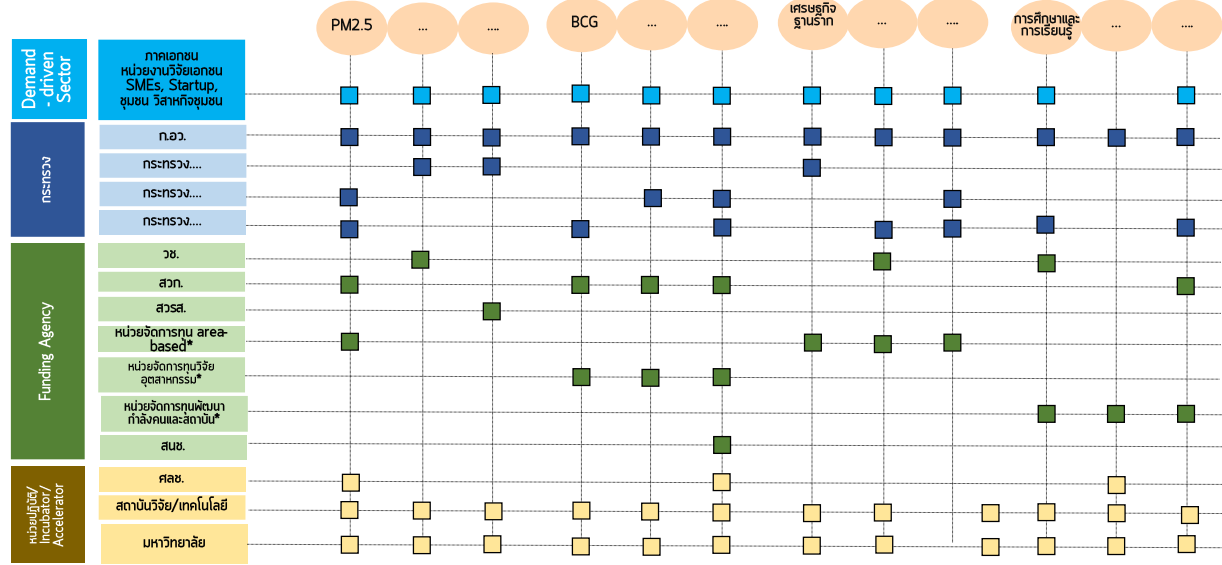 PM2.5
...
....
BCG
...
....
เศรษฐกิจ
ฐานราก
...
....
การศึกษาและ
การเรียนรู้
...
....
Demand
- driven
Sector
ภาคเอกชน
หน่วยงานวิจัยเอกชน
SMEs, Startup,
ชุมชน วิสาหกิจชุมชน
กระทรวง
ก.อว.
กระทรวง....
กระทรวง....
กระทรวง....
Funding Agency
วช.
สวก.
สวรส.
หน่วยจัดการทุน area-
based*
หน่วยจัดการทุนวิจัย
อุตสาหกรรม*
หน่วยจัดการทุนพัฒนา
กำลังคนและสถาบัน*
สนช.
หน่วยปฏิบัติ/
Incubator/
Accelerator
ศลช.
สถาบันวิจัย/เทคโนโลยี
มหาวิทยาลัย